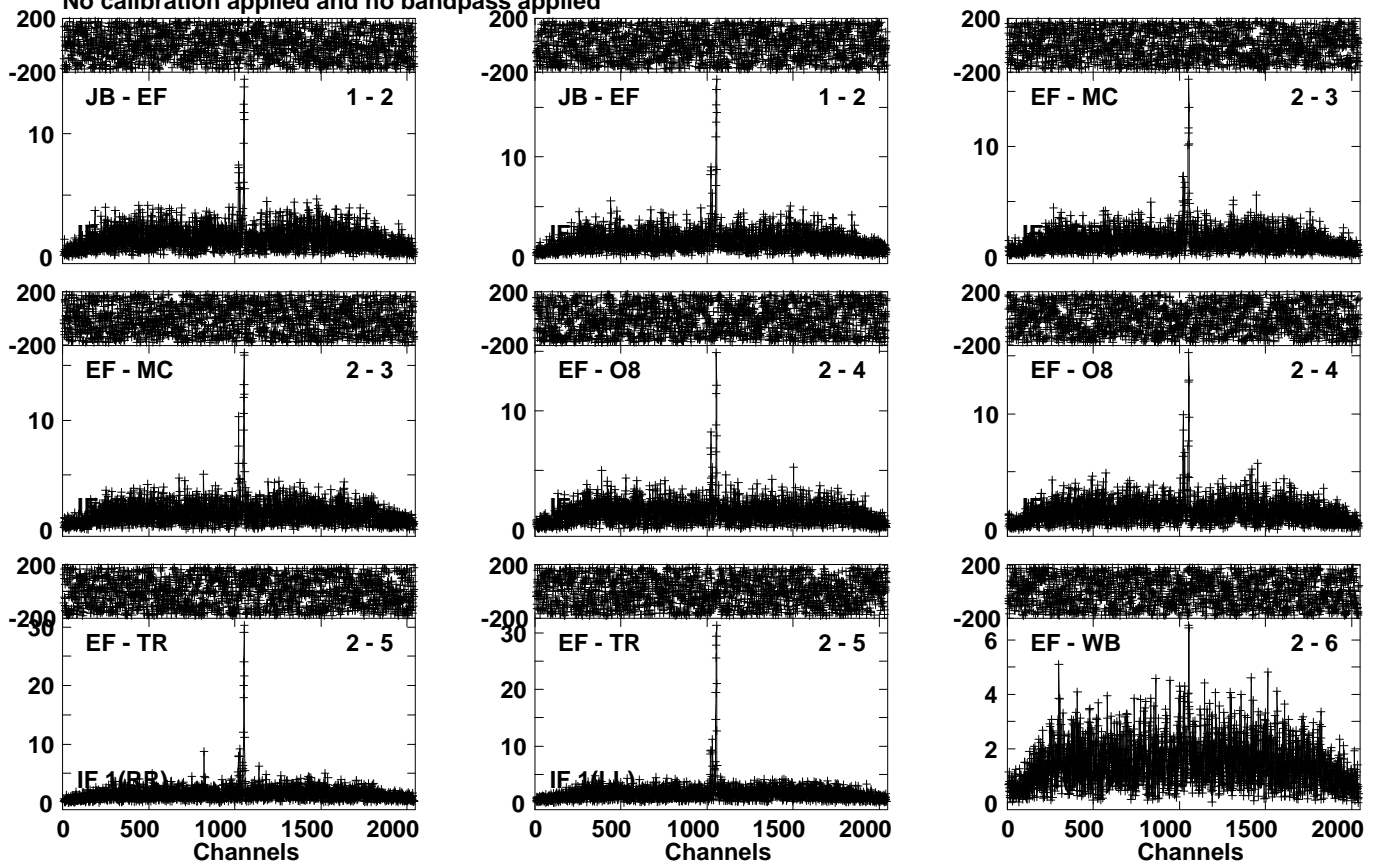 No calibration applied and no bandpass applied
200 200 200
-200 -200 -200
JB - EF 1 - 2 JB - EF 1 - 2 EF - MC 2 - 3
10 10 10
0 0 0
200 200 200
-200 -200 -200
EF - MC 2 - 3 EF - O8 2 - 4 EF - O8 2 - 4
10 10 10
0 0 0
200 200 200
-200 -200 -200
30 30 6
EF - TR 2 - 5 EF - TR 2 - 5 EF - WB 2 - 6
20 20 4
10 10 2
IF 1(RR) IF 1(LL)
0 0 0
0 500 1000 1500 2000 0 500 1000 1500 2000 0 500 1000 1500 2000
Channels Channels Channels